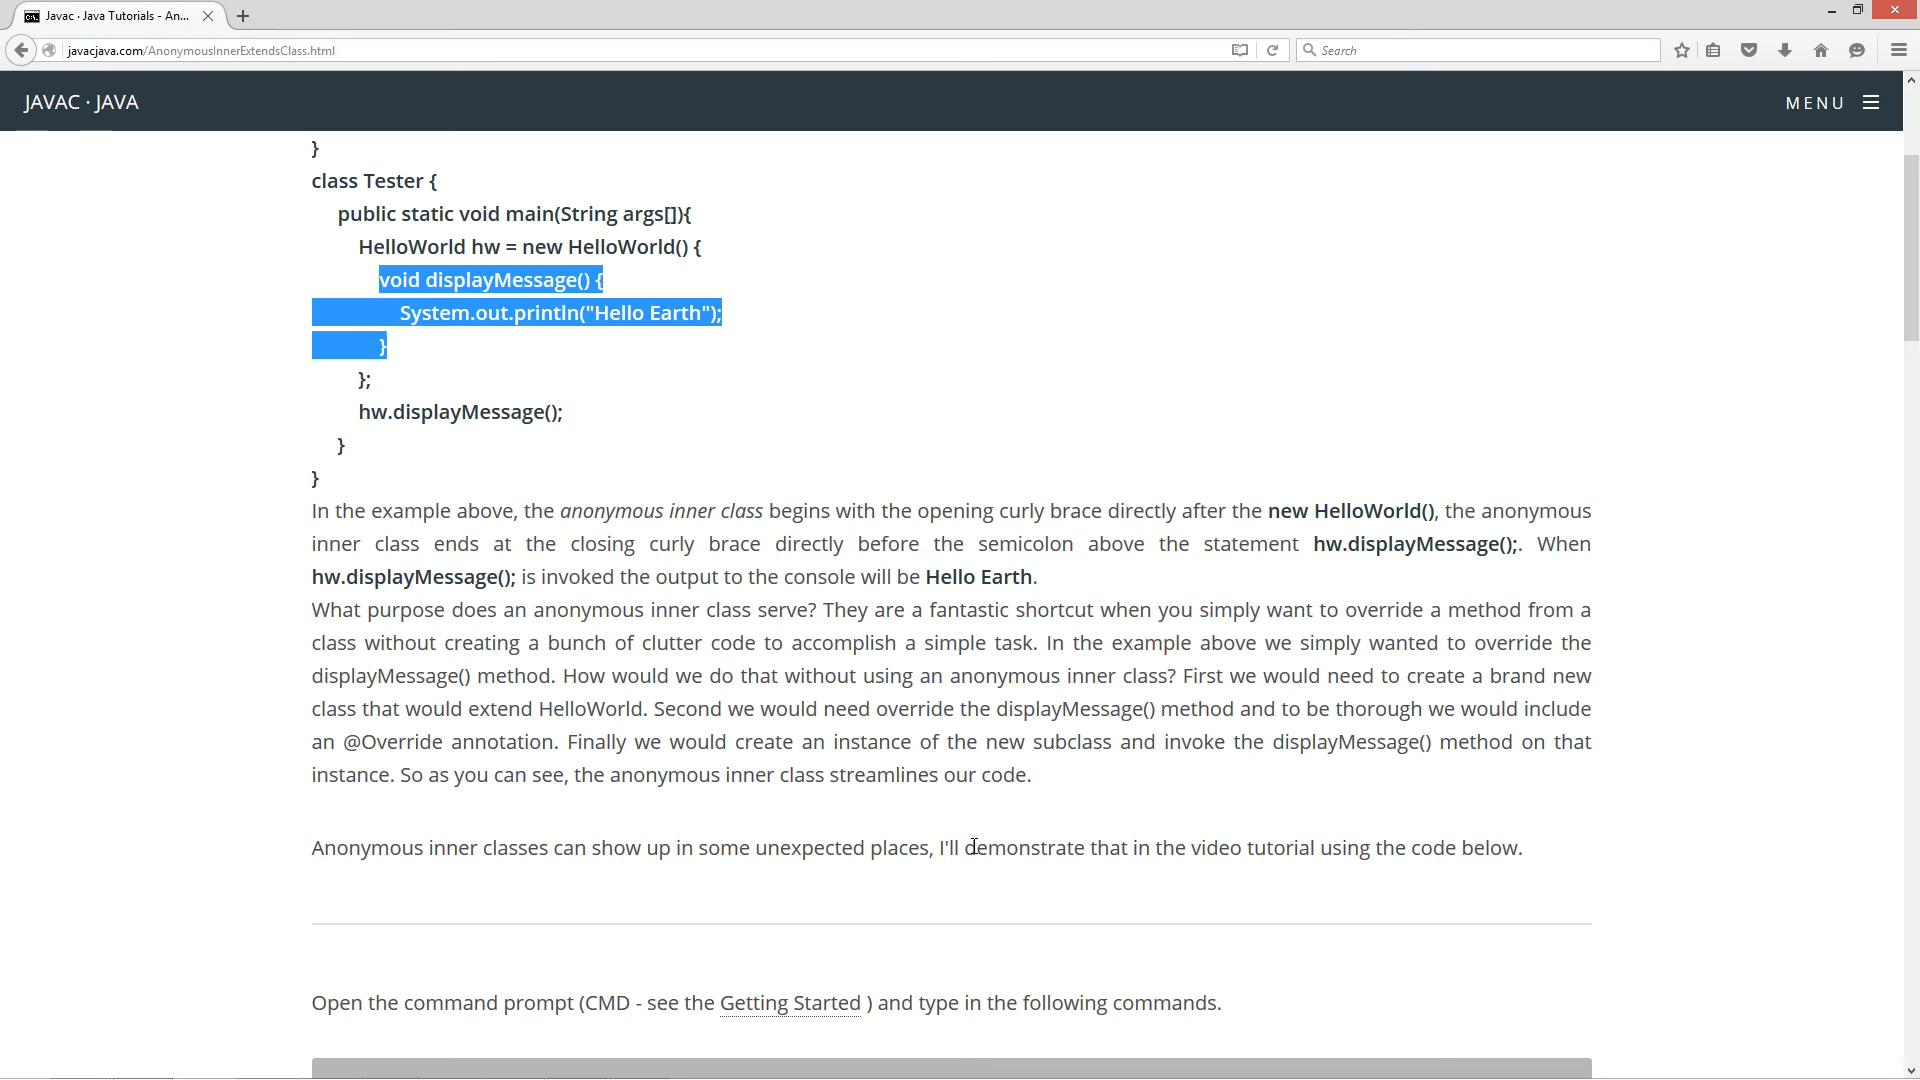 Javac · Java Tutorials - An...
javacjava.com/AnonymousInnerExtendsClass.html
Search
JAVAC · JAVA
MENU
}
class Tester {
public static void main(String args[]){
HelloWorld hw = new HelloWorld() {
void displayMessage() {
System.out.println("Hello Earth");
}
};
hw.displayMessage();
}
}
In the example above, the anonymous inner class begins with the opening curly brace directly after the new HelloWorld(), the anonymous
inner class ends at the closing curly brace directly before the semicolon above the statement hw.displayMessage();. When
hw.displayMessage(); is invoked the output to the console will be Hello Earth.
What purpose does an anonymous inner class serve? They are a fantastic shortcut when you simply want to override a method from a
class without creating a bunch of clutter code to accomplish a simple task. In the example above we simply wanted to override the
displayMessage() method. How would we do that without using an anonymous inner class? First we would need to create a brand new
class that would extend HelloWorld. Second we would need override the displayMessage() method and to be thorough we would include
an @Override annotation. Finally we would create an instance of the new subclass and invoke the displayMessage() method on that
instance. So as you can see, the anonymous inner class streamlines our code.
Anonymous inner classes can show up in some unexpected places, I'll demonstrate that in the video tutorial using the code below.
Open the command prompt (CMD - see the Getting Started ) and type in the following commands.